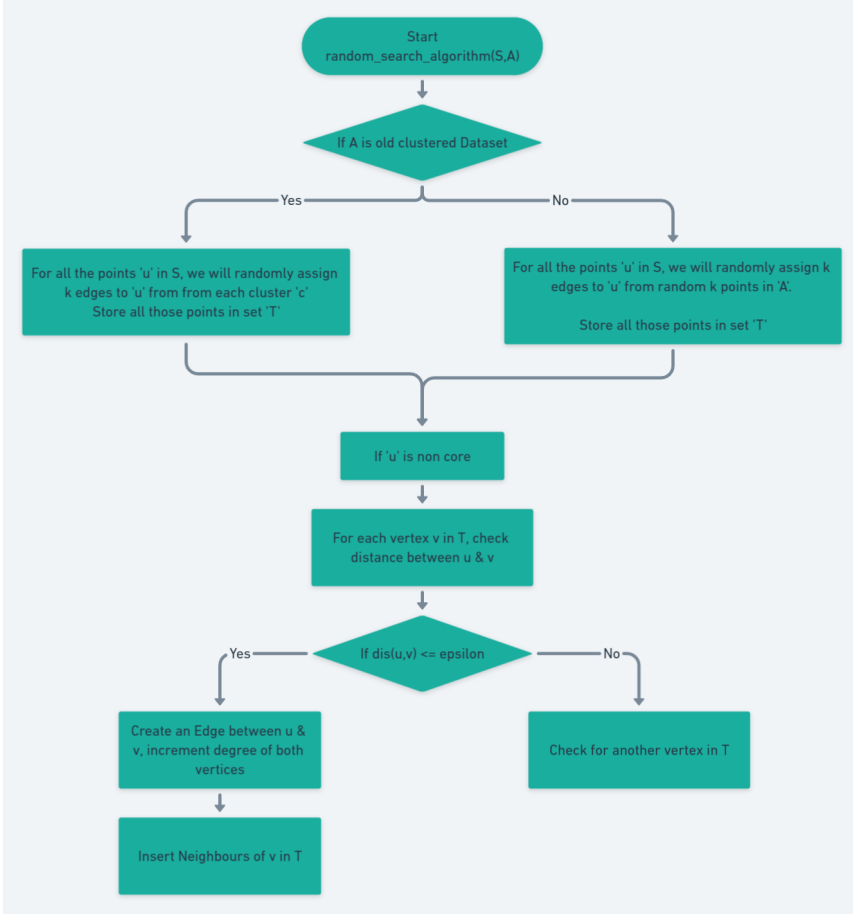 Start
random_search_algorithm(S,A)
If A is old clustered Dataset
Yes
No
For all the points 'u' in S, we will randomly assign
k edges to 'u' from from each cluster 'c'
Store all those points in set 'T'
For all the points 'u' in S, we will randomly assign k
edges to 'u' from random k points in 'A'.
Store all those points in set 'T'
If 'u' is non core
For each vertex v in T, check
distance between u & v
If dis(u,v) <= epsilon
Yes
No
Create an Edge between u &
v, increment degree of both
vertices
Check for another vertex in T
Insert Neighbours of v in T